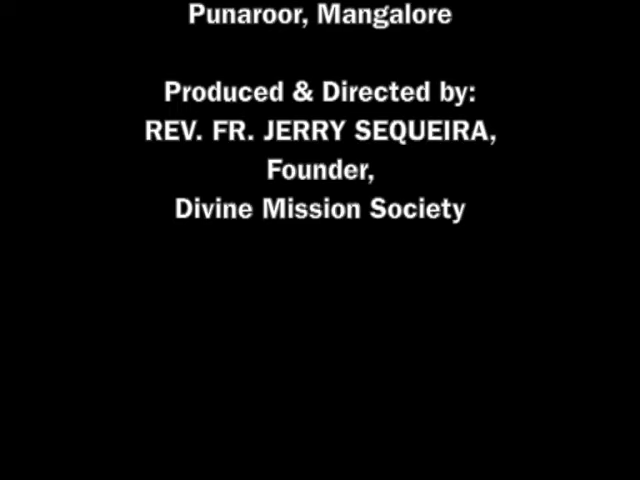 Punaroor, Mangalore
Produced & Directed by:
REV. FR. JERRY SEQUEIRA,
Founder,
Divine Mission Society